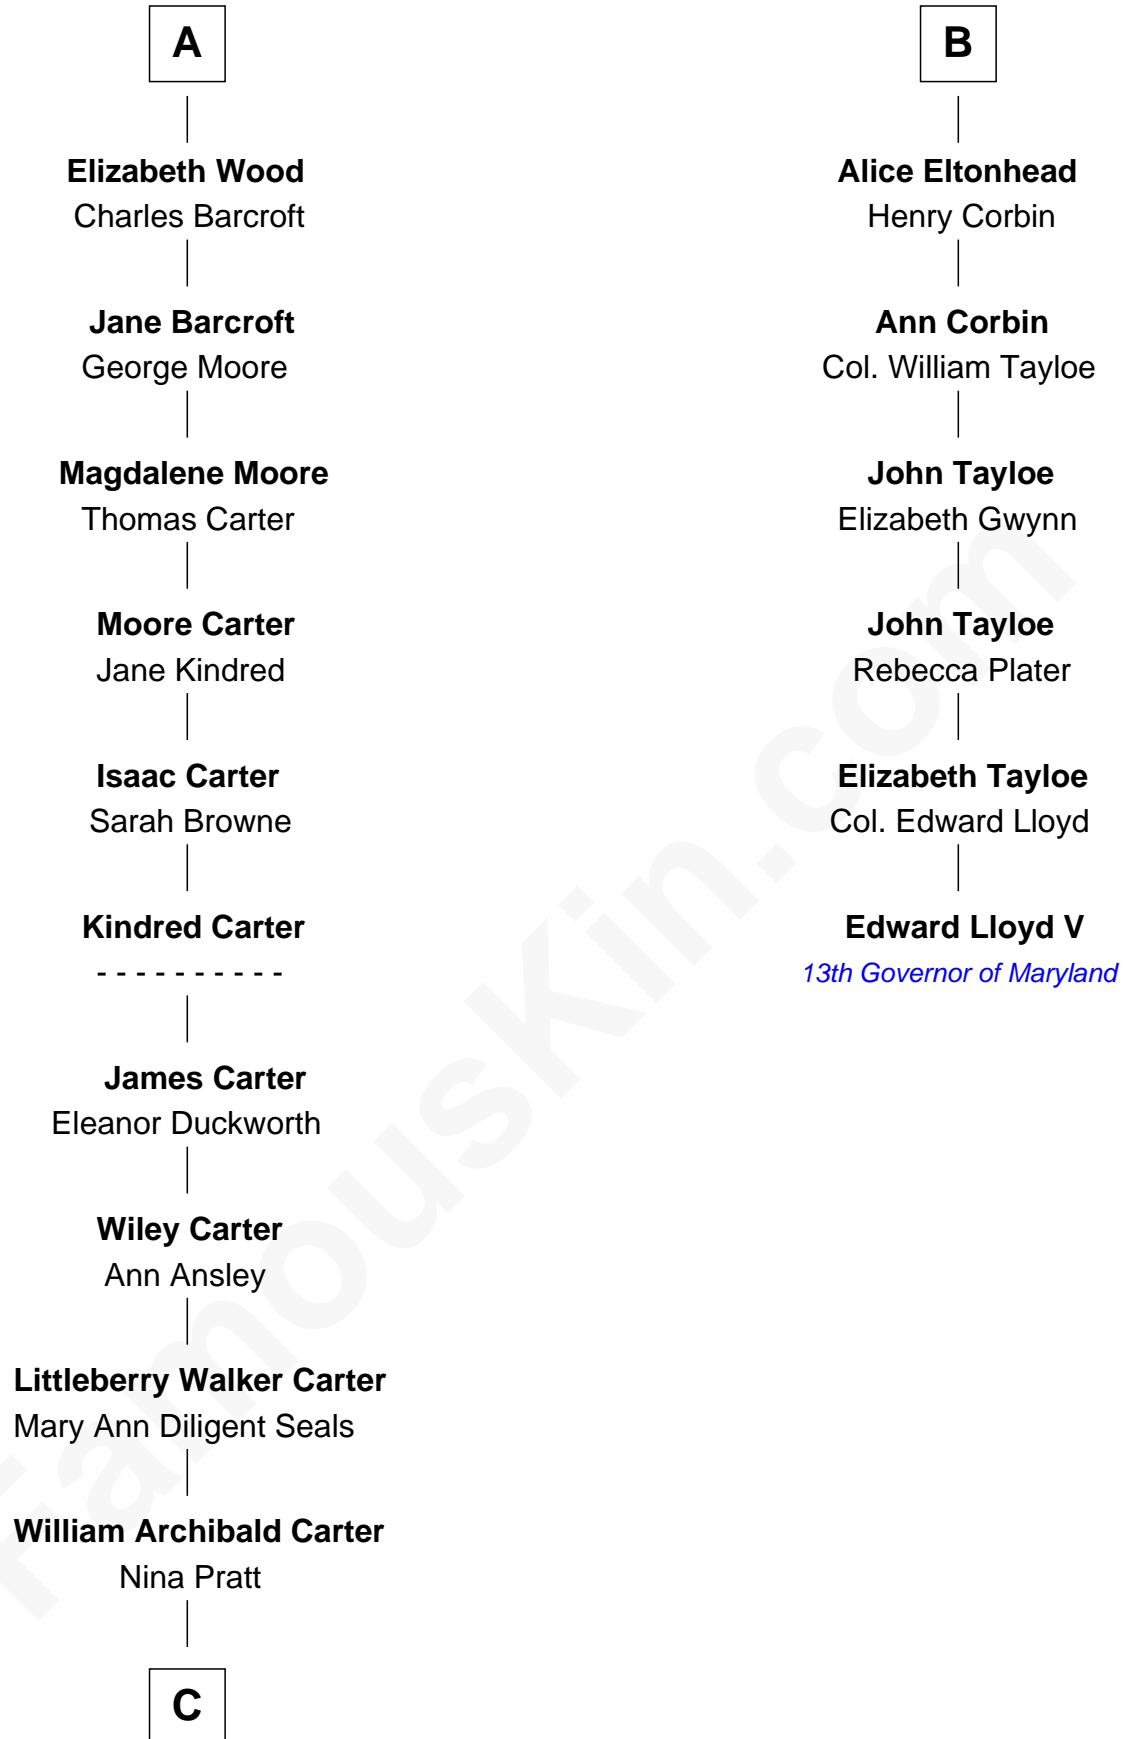 A
Elizabeth Wood
Charles Barcroft
Jane Barcroft
George Moore
Magdalene Moore
Thomas Carter
Moore Carter
Jane Kindred
Isaac Carter
Sarah Browne
Kindred Carter
- - - - - - - - - -
James Carter
Eleanor Duckworth
Wiley Carter
Ann Ansley
Littleberry Walker Carter
Mary Ann Diligent Seals
William Archibald Carter
Nina Pratt
C
B
Alice Eltonhead
Henry Corbin
Ann Corbin
Col. William Tayloe
John Tayloe
Elizabeth Gwynn
John Tayloe
Rebecca Plater
Elizabeth Tayloe
Col. Edward Lloyd
Edward Lloyd V
13th Governor of Maryland
FamousKin.com